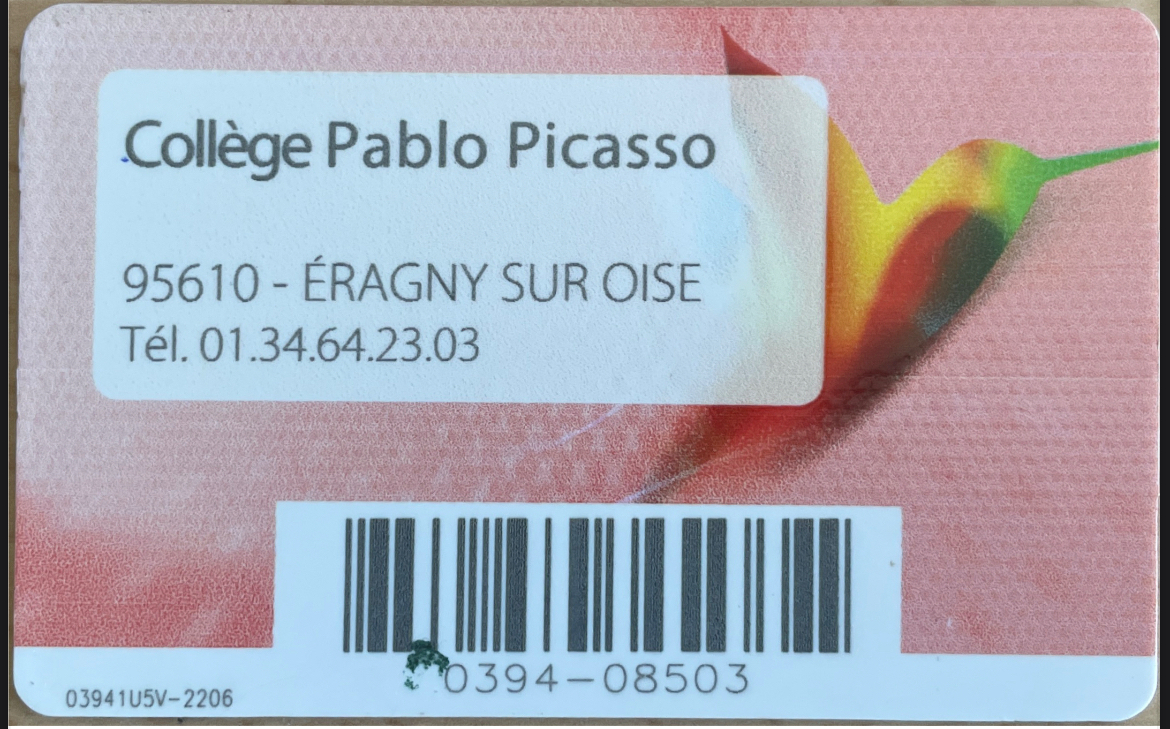 Collège Pablo Picasso
95610 - ÉRAGNY SUR OISE
Tél. 01.34.64.23.03
0394-08503
03941U5V-2206